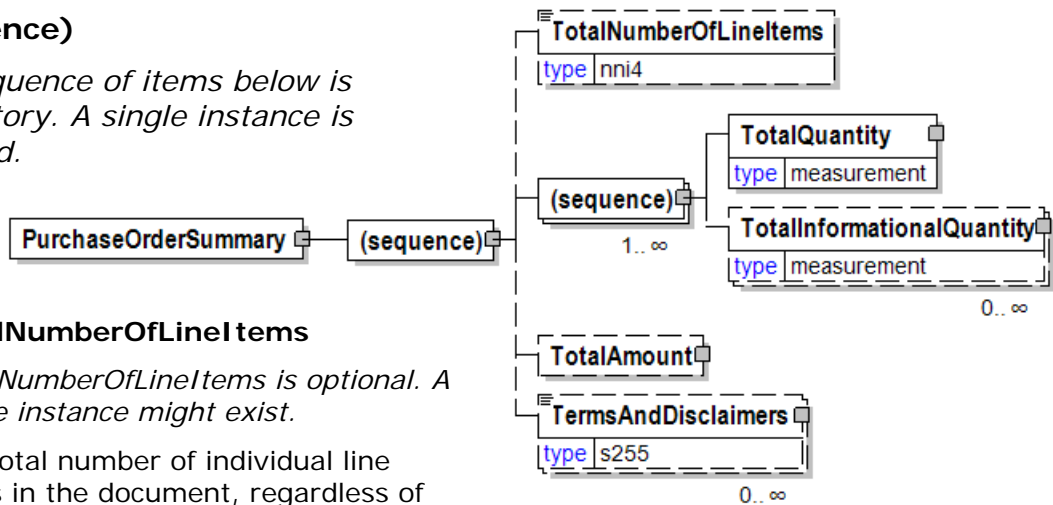 ence)
quence of items below is
tory. A single instance is
d.
lNumberOfLineItems
NumberOfLineItems is optional. A
e instance might exist.
otal number of individual line
s in the document, regardless of
PurchaseOrderSummary
(sequence)
TotalNumberOfLineItems
type nni4
(sequence)
1.. ∞
TotalQuantity
type measurement
TotalInformationalQuantity
type measurement
0.. ∞
TotalAmount
TermsAndDisclaimers
type s255
0.. ∞